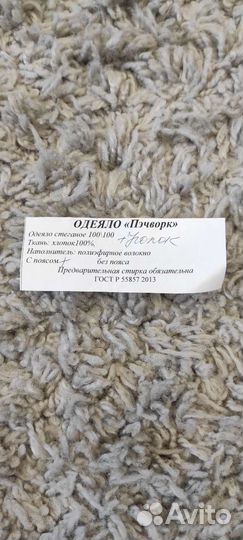 ОДЕЯЛО «Пэчворк»
Одеяло стеганое 100\100 + Уголок
Ткань: хлопок100%,
Наполнитель: полиэфирное волокно
С поясом + без пояса
Предварительная стирка обязательна
ГОСТ Р 55857 2013
Avito